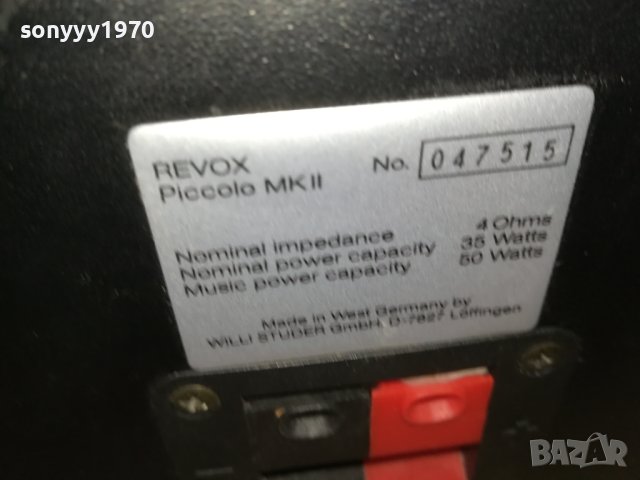 sonyyy1970
REVOX No. 047515
Piccolo MKII
Nominal impedance 4 Ohms
Nominal power capacity 35 Watts
Music power capacity 50 Watts
Made in West Germany by
WILLI STUDER GmbH, D-7827 Löffingen
BAZAR